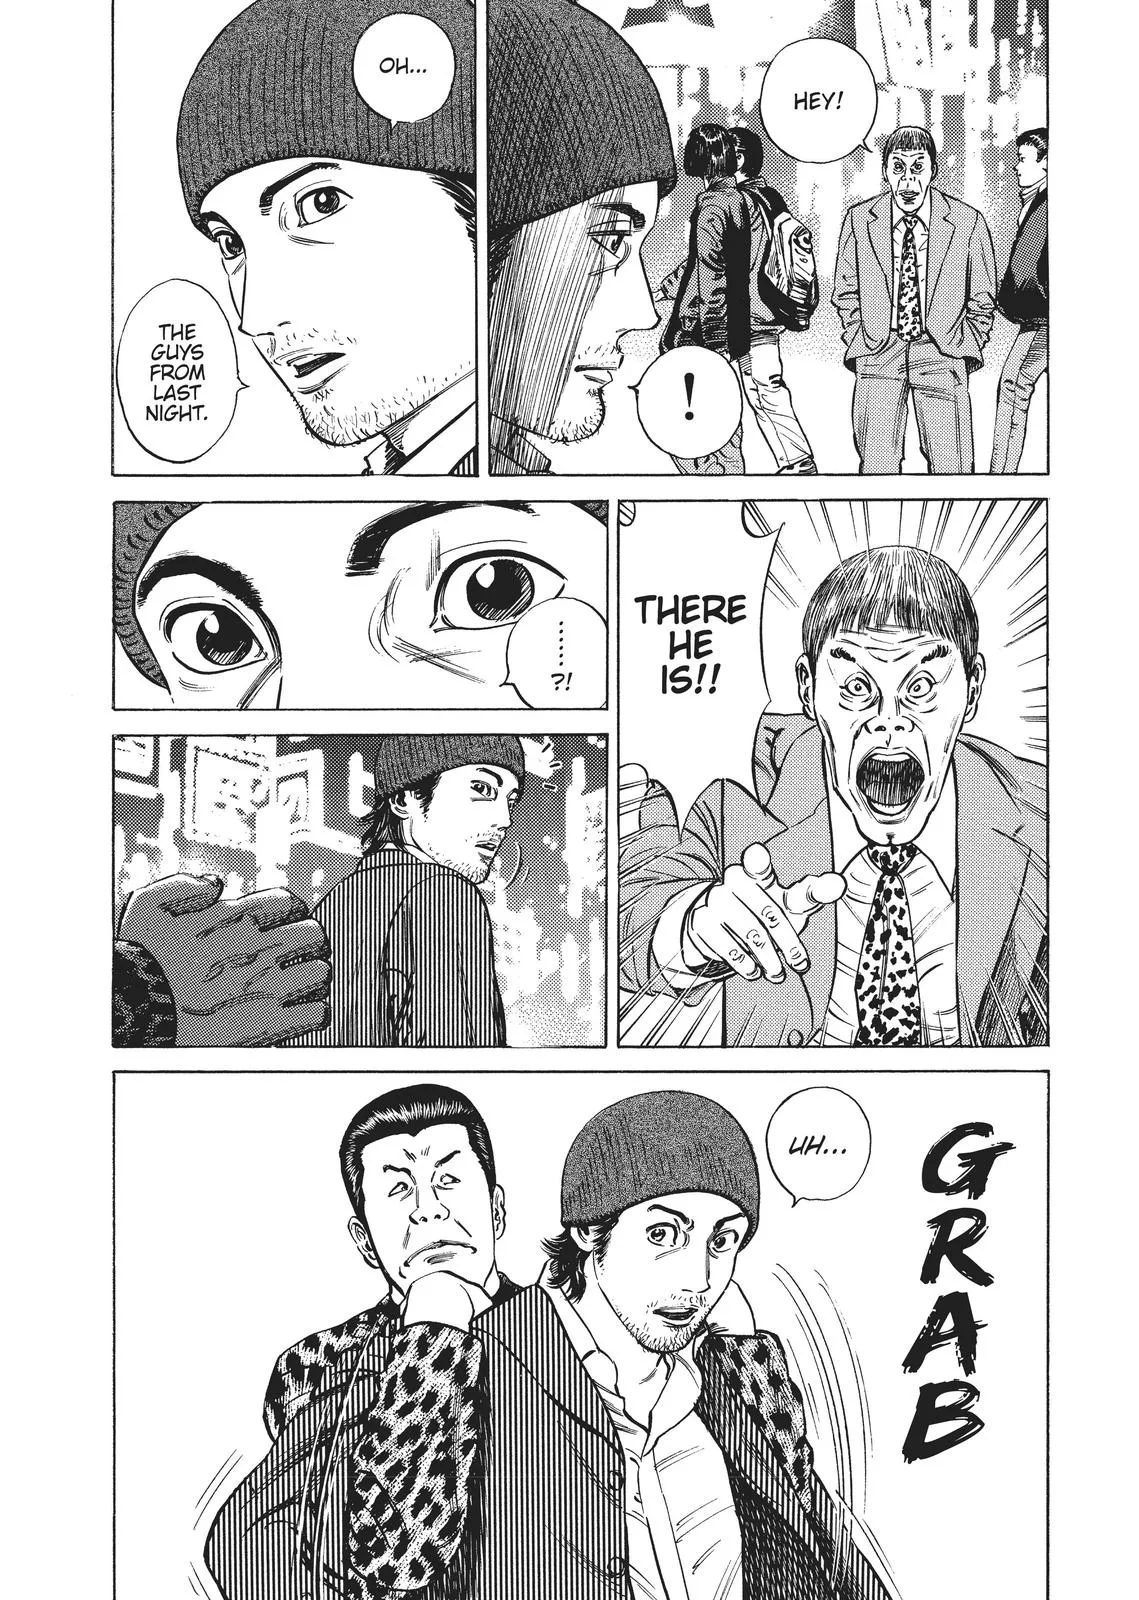 HEY!
!
OH...
THE
GUYS
FROM
LAST
NIGHT.
THERE
HE
IS!!
......
?!
GRAB
UH...